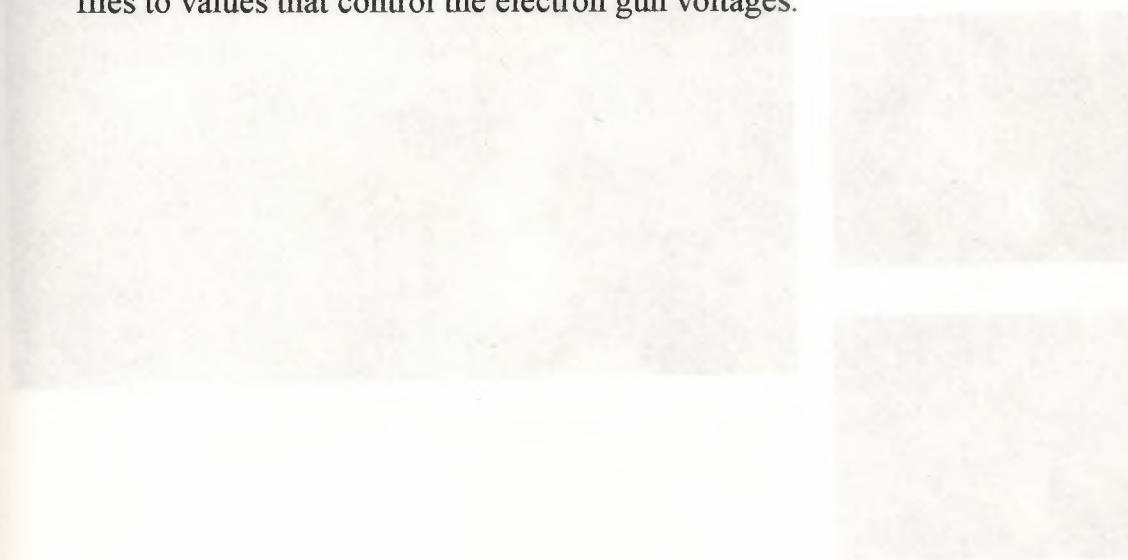 files to values that control the electron gun voltages.